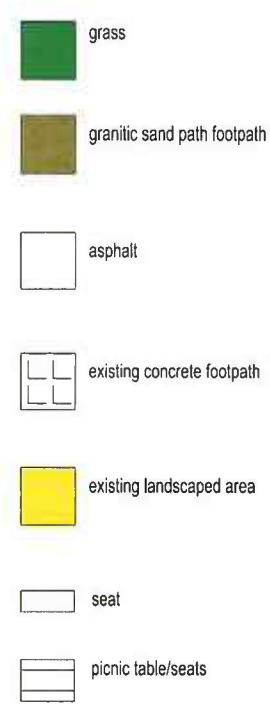 grass
granitic sand path footpath
asphalt
existing concrete footpath
existing landscaped area
seat
picnic table/seats